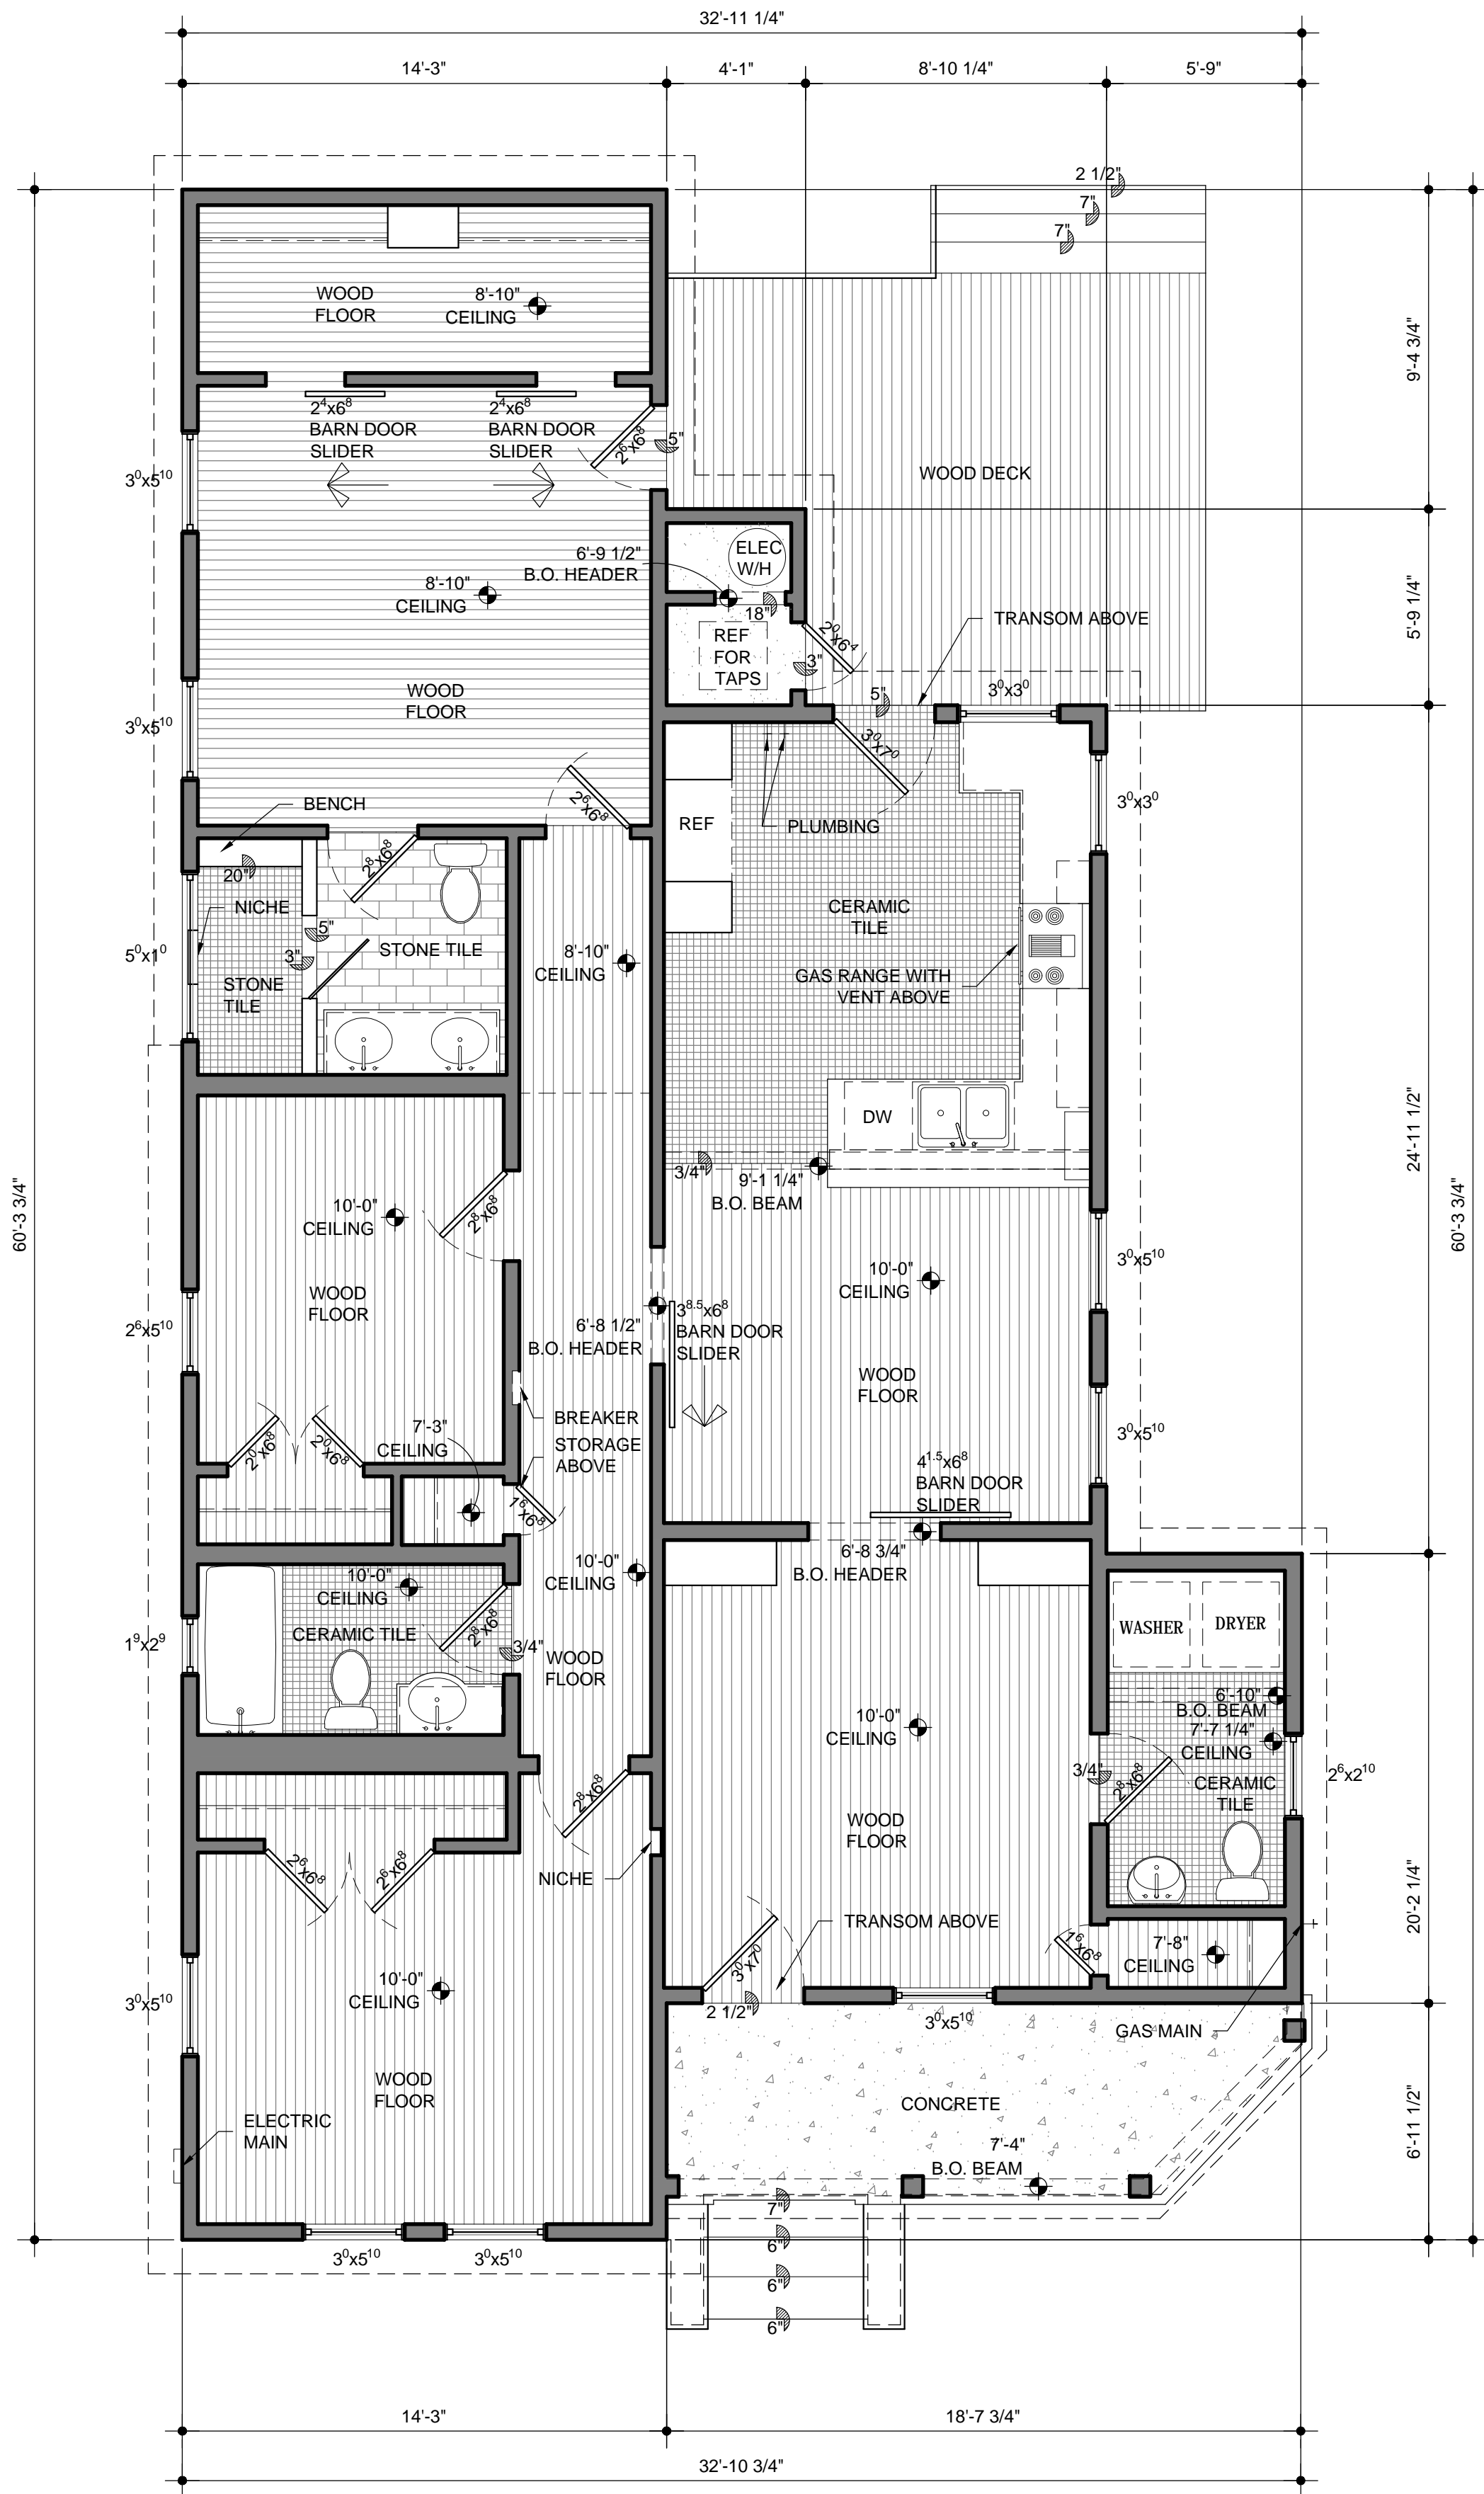 32'-11 1/4"
14'-3"
4'-1"
8'-10 1/4"
5'-9"
2 1/2"
7"
7"
WOOD
FLOOR
8'-10"
CEILING
9'-4 3/4"
2⁴x6⁸
BARN DOOR
SLIDER
2⁴x6⁸
BARN DOOR
SLIDER
2⁶x6⁸
5"
3⁰x5¹⁰
WOOD DECK
6'-9 1/2"
B.O. HEADER
ELEC
W/H
8'-10"
CEILING
18"
5'-9 1/4"
TRANSOM ABOVE
REF
FOR
TAPS
2⁰x6⁴
3"
WOOD
FLOOR
5"
3⁰x3⁰
3⁰x5¹⁰
3⁰x7⁰
BENCH
2⁶x6⁸
REF
PLUMBING
3⁰x3⁰
20"
2⁸x6⁸
NICHE
5"
CERAMIC
TILE
5⁰x1⁰
3"
STONE TILE
8'-10"
CEILING
STONE
TILE
GAS RANGE WITH
VENT ABOVE
DW
24'-11 1/2"
3/4"
9'-1 1/4"
B.O. BEAM
60'-3 3/4"
60'-3 3/4"
10'-0"
CEILING
2⁸x6⁸
10'-0"
CEILING
3⁰x5¹⁰
WOOD
FLOOR
2⁶x5¹⁰
6'-8 1/2"
B.O. HEADER
3⁸·⁵x6⁸
BARN DOOR
SLIDER
WOOD
FLOOR
BREAKER
7'-3"
CEILING
STORAGE
ABOVE
3⁰x5¹⁰
2⁰x6⁸
2⁰x6⁸
4¹·⁵x6⁸
BARN DOOR
SLIDER
1⁶x6⁸
6'-8 3/4"
B.O. HEADER
10'-0"
CEILING
10'-0"
CEILING
1⁹x2⁹
CERAMIC TILE
2⁸x6⁸
3/4"
WOOD
FLOOR
WASHER
DRYER
6'-10"
B.O. BEAM
7'-7 1/4"
CEILING
10'-0"
CEILING
3/4"
2⁸x6⁸
CERAMIC
TILE
2⁶x2¹⁰
2⁸x6⁸
WOOD
FLOOR
2⁶x6⁸
2⁶x6⁸
NICHE
20'-2 1/4"
TRANSOM ABOVE
3⁰x7⁰
1⁶x6⁸
7'-8"
CEILING
10'-0"
CEILING
3⁰x5¹⁰
2 1/2"
3⁰x5¹⁰
GAS MAIN
WOOD
FLOOR
CONCRETE
ELECTRIC
MAIN
7'-4"
B.O. BEAM
6'-11 1/2"
7"
6"
3⁰x5¹⁰
3⁰x5¹⁰
6"
6"
14'-3"
18'-7 3/4"
32'-10 3/4"